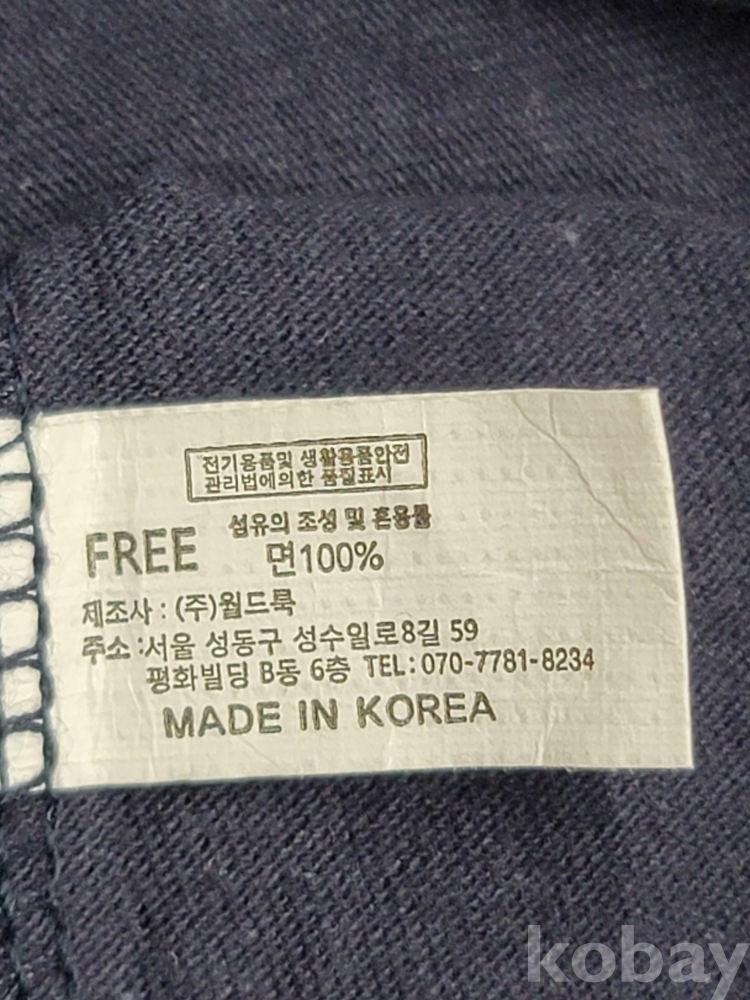 전기용품및 생활용품안전
관리법에의한 품질표시
섬유의 조성 및 혼용률
FREE 면100%
제조사 : (주)월드룩
주소 : 서울 성동구 성수일로8길 59
평화빌딩 B동 6층 TEL : 070-7781-8234
MADE IN KOREA
kobay